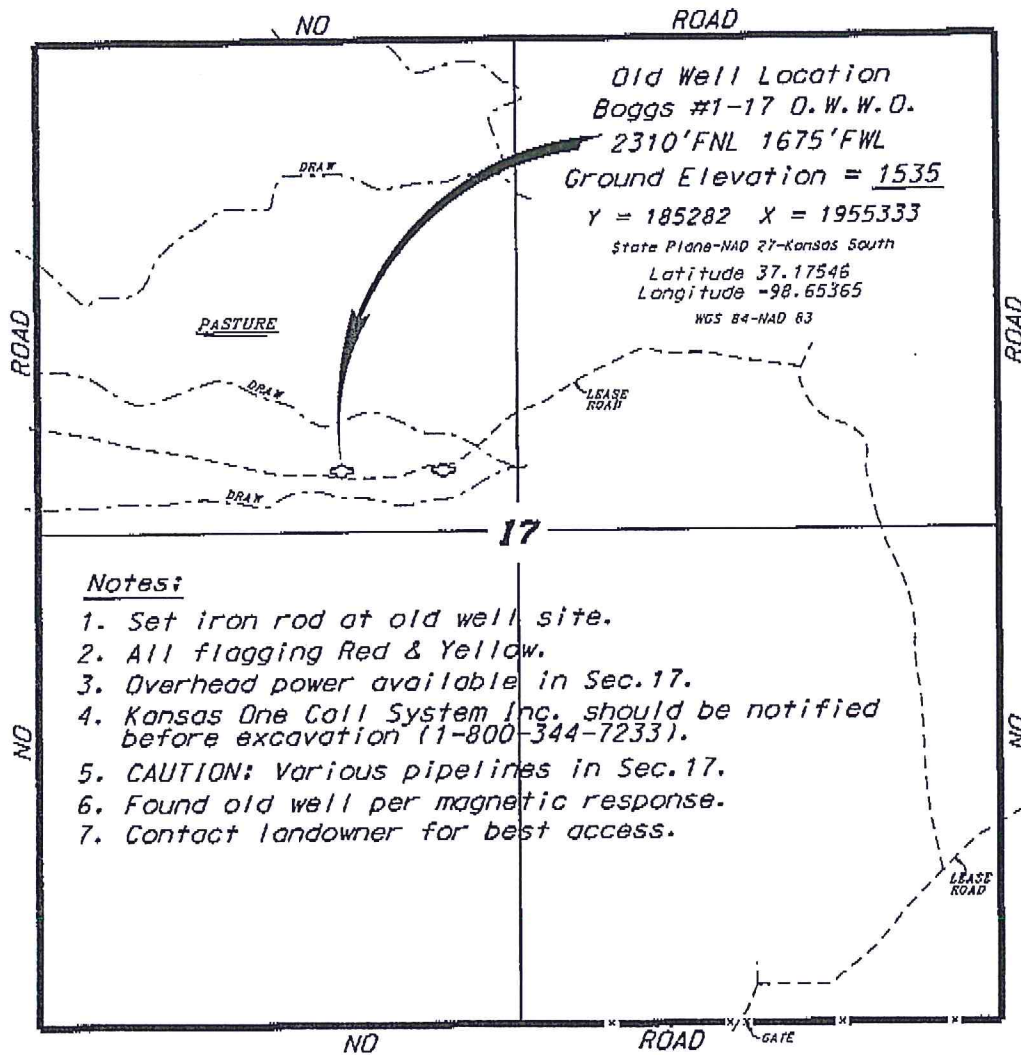 NO ROAD
Old Well Location
Boggs #1-17 O.W.W.O.
2310'FNL 1675'FWL
Ground Elevation = 1535
Y = 185282 X = 1955333
State Plane-NAD 27-Kansas South
Latitude 37.17546
Longitude -98.65365
WGS 84-NAD 83
DRAW
PASTURE
ROAD
ROAD
DRAW
LEASE
ROAD
DRAW
17
Notes:
1. Set iron rod at old well site.
2. All flagging Red & Yellow.
3. Overhead power available in Sec.17.
4. Kansas One Call System Inc. should be notified
before excavation (1-800-344-7233).
5. CAUTION: Various pipelines in Sec.17.
6. Found old well per magnetic response.
7. Contact landowner for best access.
NO
NO
LEASE
ROAD
GATE
NO ROAD